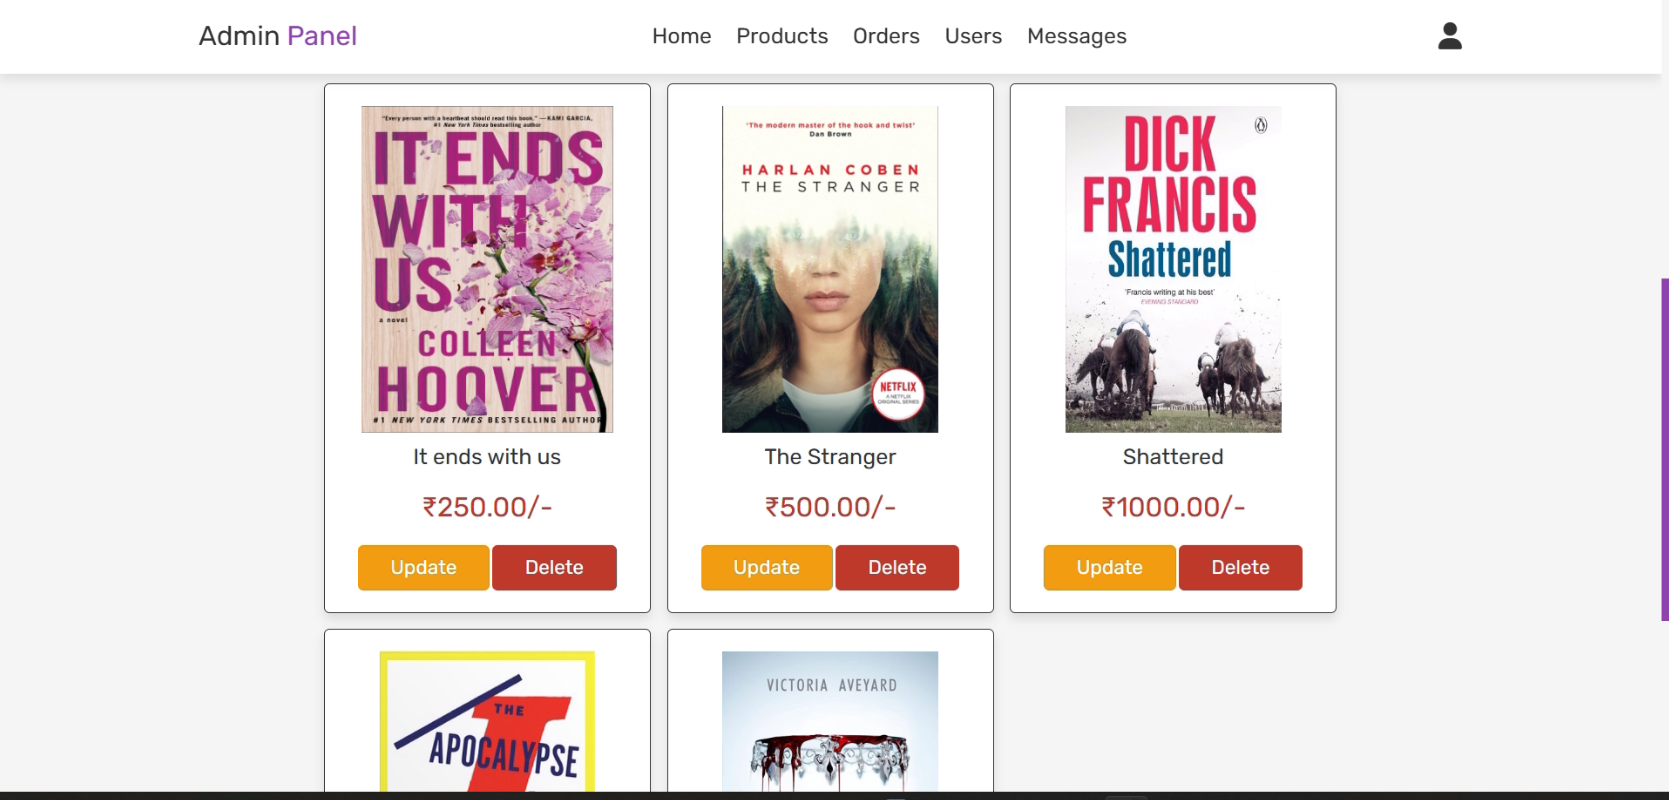 Admin Panel
Home Products Orders Users Messages
"Every person with a heartbeat should read this book." —KAMI GARCIA,
#1 New York Times bestselling author
IT ENDS
WITH
US
a novel
COLLEEN
HOOVER
#1 NEW YORK TIMES BESTSELLING AUTHOR
It ends with us
₹250.00/-
Update Delete
'The modern master of the hook and twist'
Dan Brown
HARLAN COBEN
THE STRANGER
NETFLIX
A NETFLIX
ORIGINAL SERIES
The Stranger
₹500.00/-
Update Delete
DICK
FRANCIS
Shattered
'Francis writing at his best'
EVENING STANDARD
Shattered
₹1000.00/-
Update Delete
THE
APOCALYPSE
VICTORIA AVEYARD